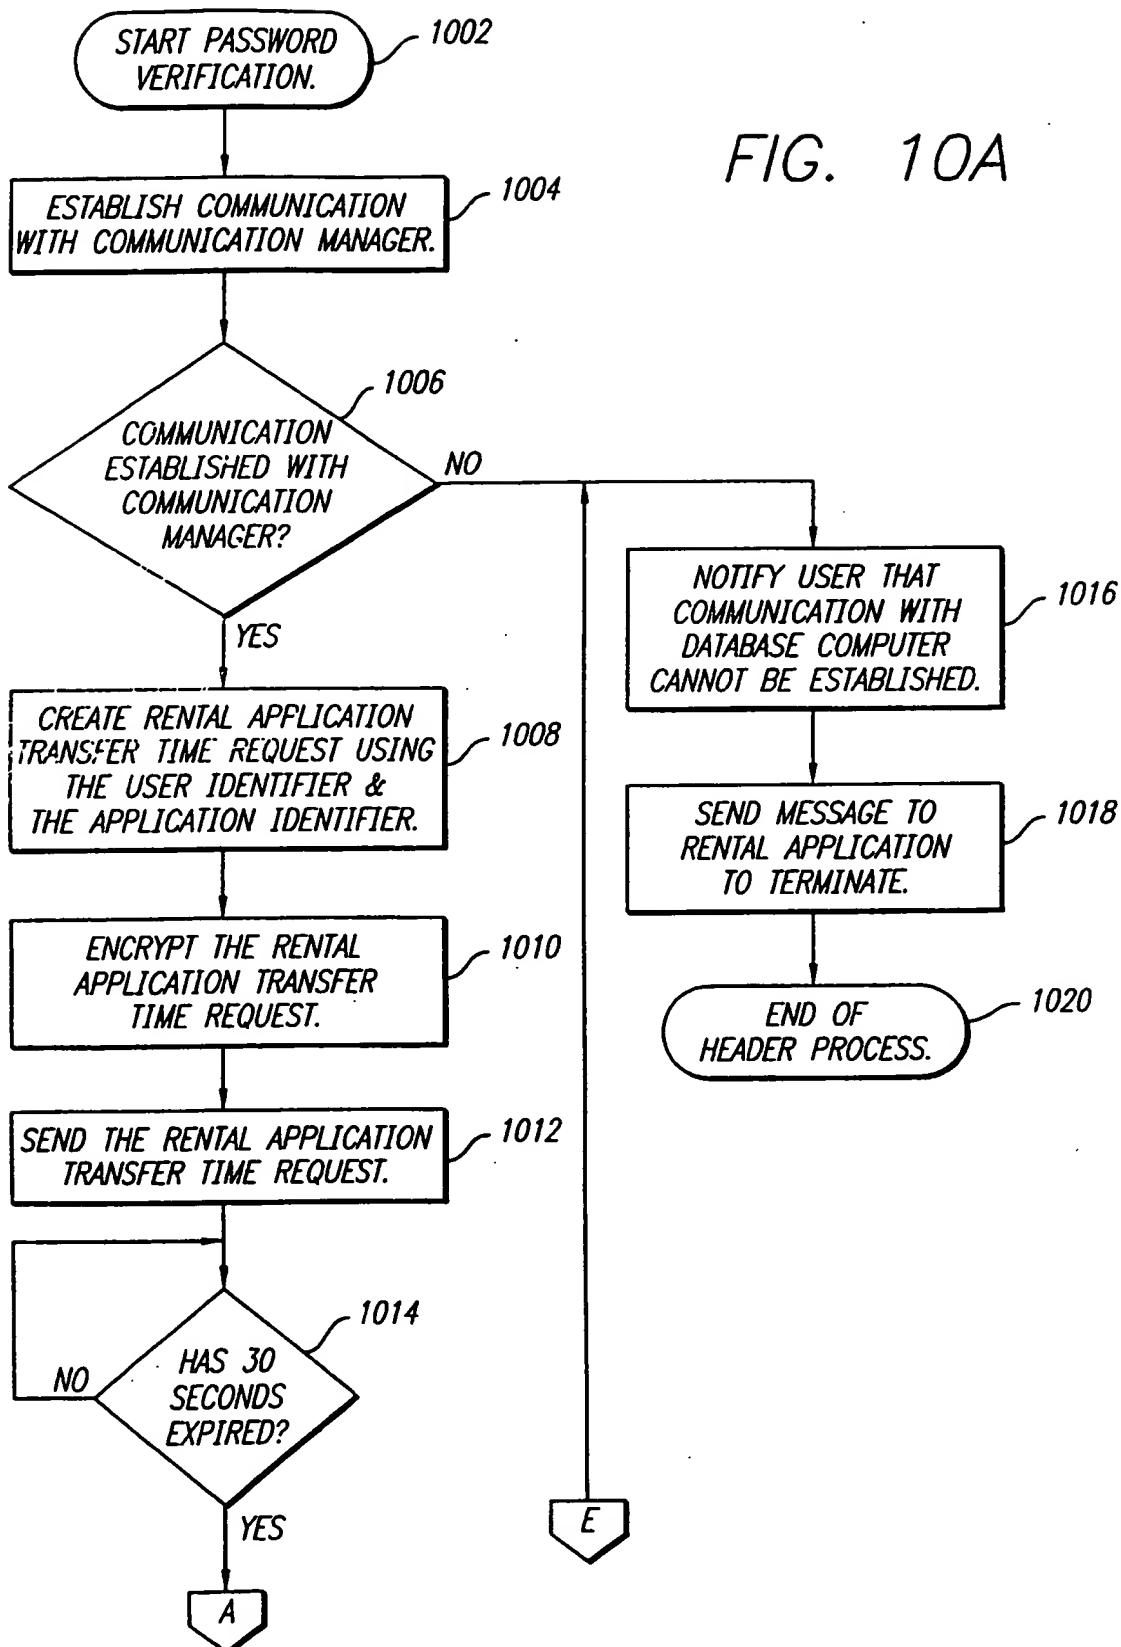 START PASSWORD
VERIFICATION.
1002
FIG. 10A
ESTABLISH COMMUNICATION
WITH COMMUNICATION MANAGER.
1004
COMMUNICATION
ESTABLISHED WITH
COMMUNICATION
MANAGER?
1006
NO
YES
CREATE RENTAL APPLICATION
TRANSFER TIME REQUEST USING
THE USER IDENTIFIER &
THE APPLICATION IDENTIFIER.
1008
ENCRYPT THE RENTAL
APPLICATION TRANSFER
TIME REQUEST.
1010
SEND THE RENTAL APPLICATION
TRANSFER TIME REQUEST.
1012
HAS 30
SECONDS
EXPIRED?
1014
NO
YES
A
NOTIFY USER THAT
COMMUNICATION WITH
DATABASE COMPUTER
CANNOT BE ESTABLISHED.
1016
SEND MESSAGE TO
RENTAL APPLICATION
TO TERMINATE.
1018
END OF
HEADER PROCESS.
1020
E